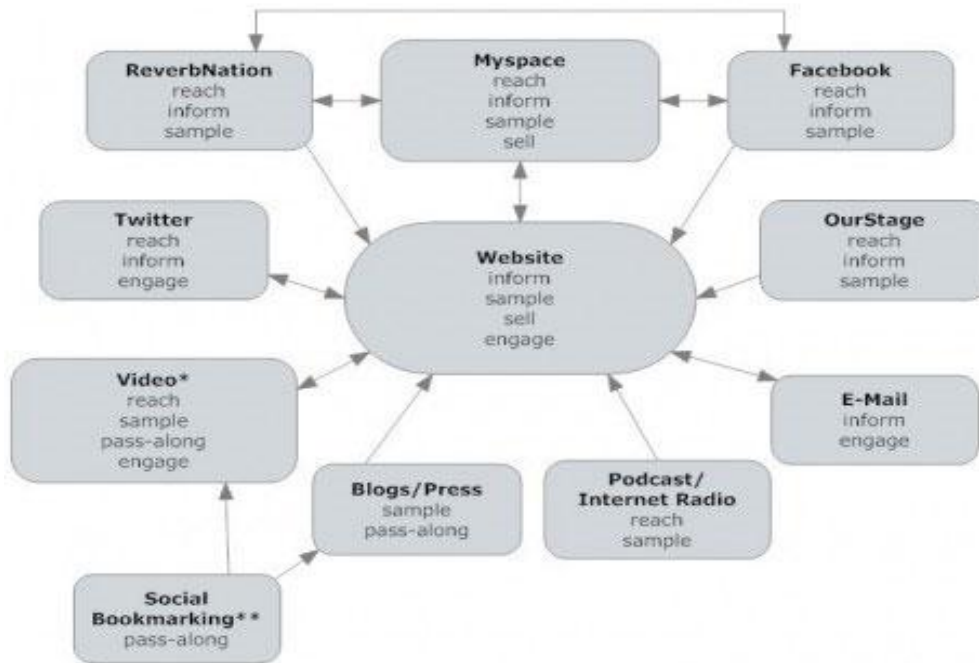 ReverbNation
reach
inform
sample
Myspace
reach
inform
sample
sell
Facebook
reach
inform
sample
Twitter
reach
inform
engage
Website
inform
sample
sell
engage
OurStage
reach
inform
sample
Video*
reach
sample
pass-along
engage
Blogs/Press
sample
pass-along
Podcast/
Internet Radio
reach
sample
E-Mail
inform
engage
Social
Bookmarking**
pass-along